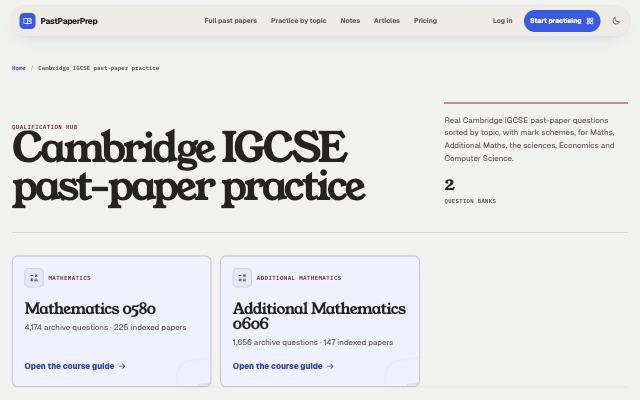 PastPaperPrep
Full past papers
Practice by topic
Notes
Articles
Pricing
Log in
Start practising
Home / Cambridge IGCSE past-paper practice
QUALIFICATION HUB
Cambridge IGCSE
past-paper practice
Real Cambridge IGCSE past-paper questions
sorted by topic, with mark schemes, for Maths,
Additional Maths, the sciences, Economics and
Computer Science.
2
QUESTION BANKS
MATHEMATICS
Mathematics 0580
4,174 archive questions · 225 indexed papers
Open the course guide →
ADDITIONAL MATHEMATICS
Additional Mathematics
0606
1,656 archive questions · 147 indexed papers
Open the course guide →